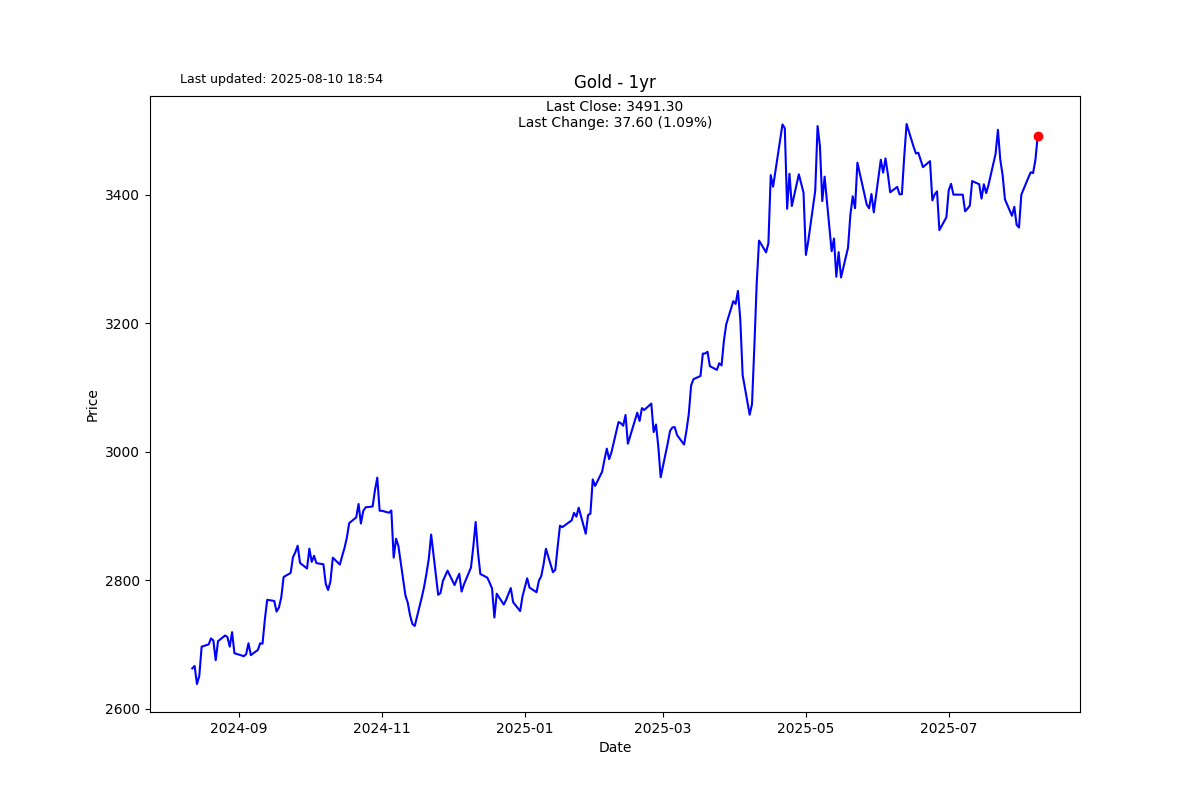 Last updated: 2025-08-10 18:54
Gold - 1yr
Last Close: 3491.30
Last Change: 37.60 (1.09%)
3400
3200
3000
2800
2600
Price
2024-09
2024-11
2025-01
2025-03
2025-05
2025-07
Date